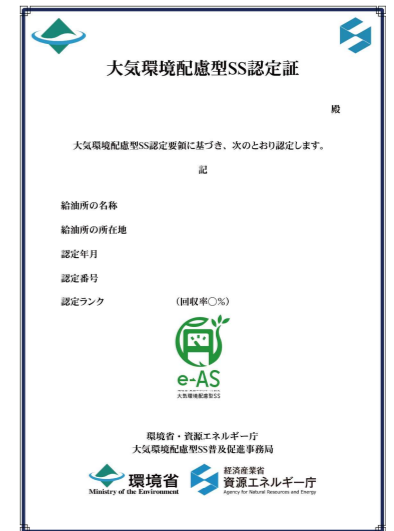 大気環境配慮型SS認定証
殿
大気環境配慮型SS認定要領に基づき、次のとおり認定します。
記
給油所の名称
給油所の所在地
認定年月
認定番号
認定ランク （回収率〇%）
e→AS
大気環境配慮型SS
環境省・資源エネルギー庁
大気環境配慮型SS普及促進事務局
環境省
Ministry of the Environment
経済産業省
資源エネルギー庁
Agency for Natural Resources and Energy